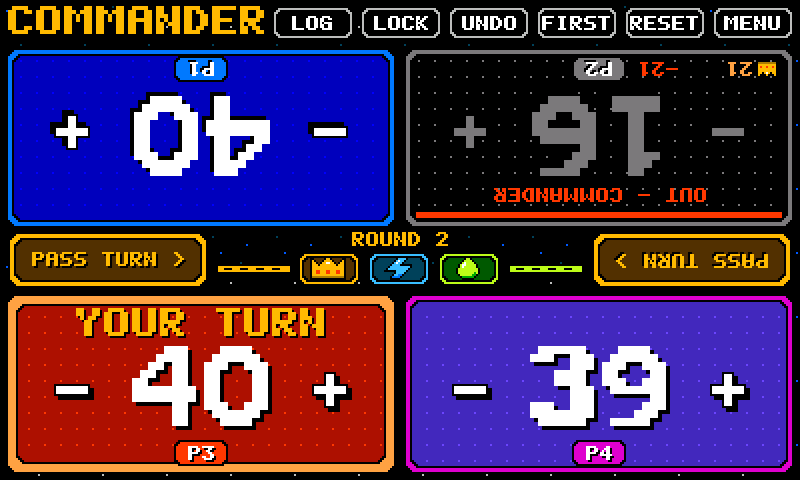 COMMANDER LOG LOCK UNDO FIRST RESET MENU
P1
+ 40 -
P2 -21 21
+ 16 -
OUT - COMMANDER
ROUND 2
PASS TURN >
PASS TURN >
YOUR TURN
- 40 +
P3
- 39 +
P4